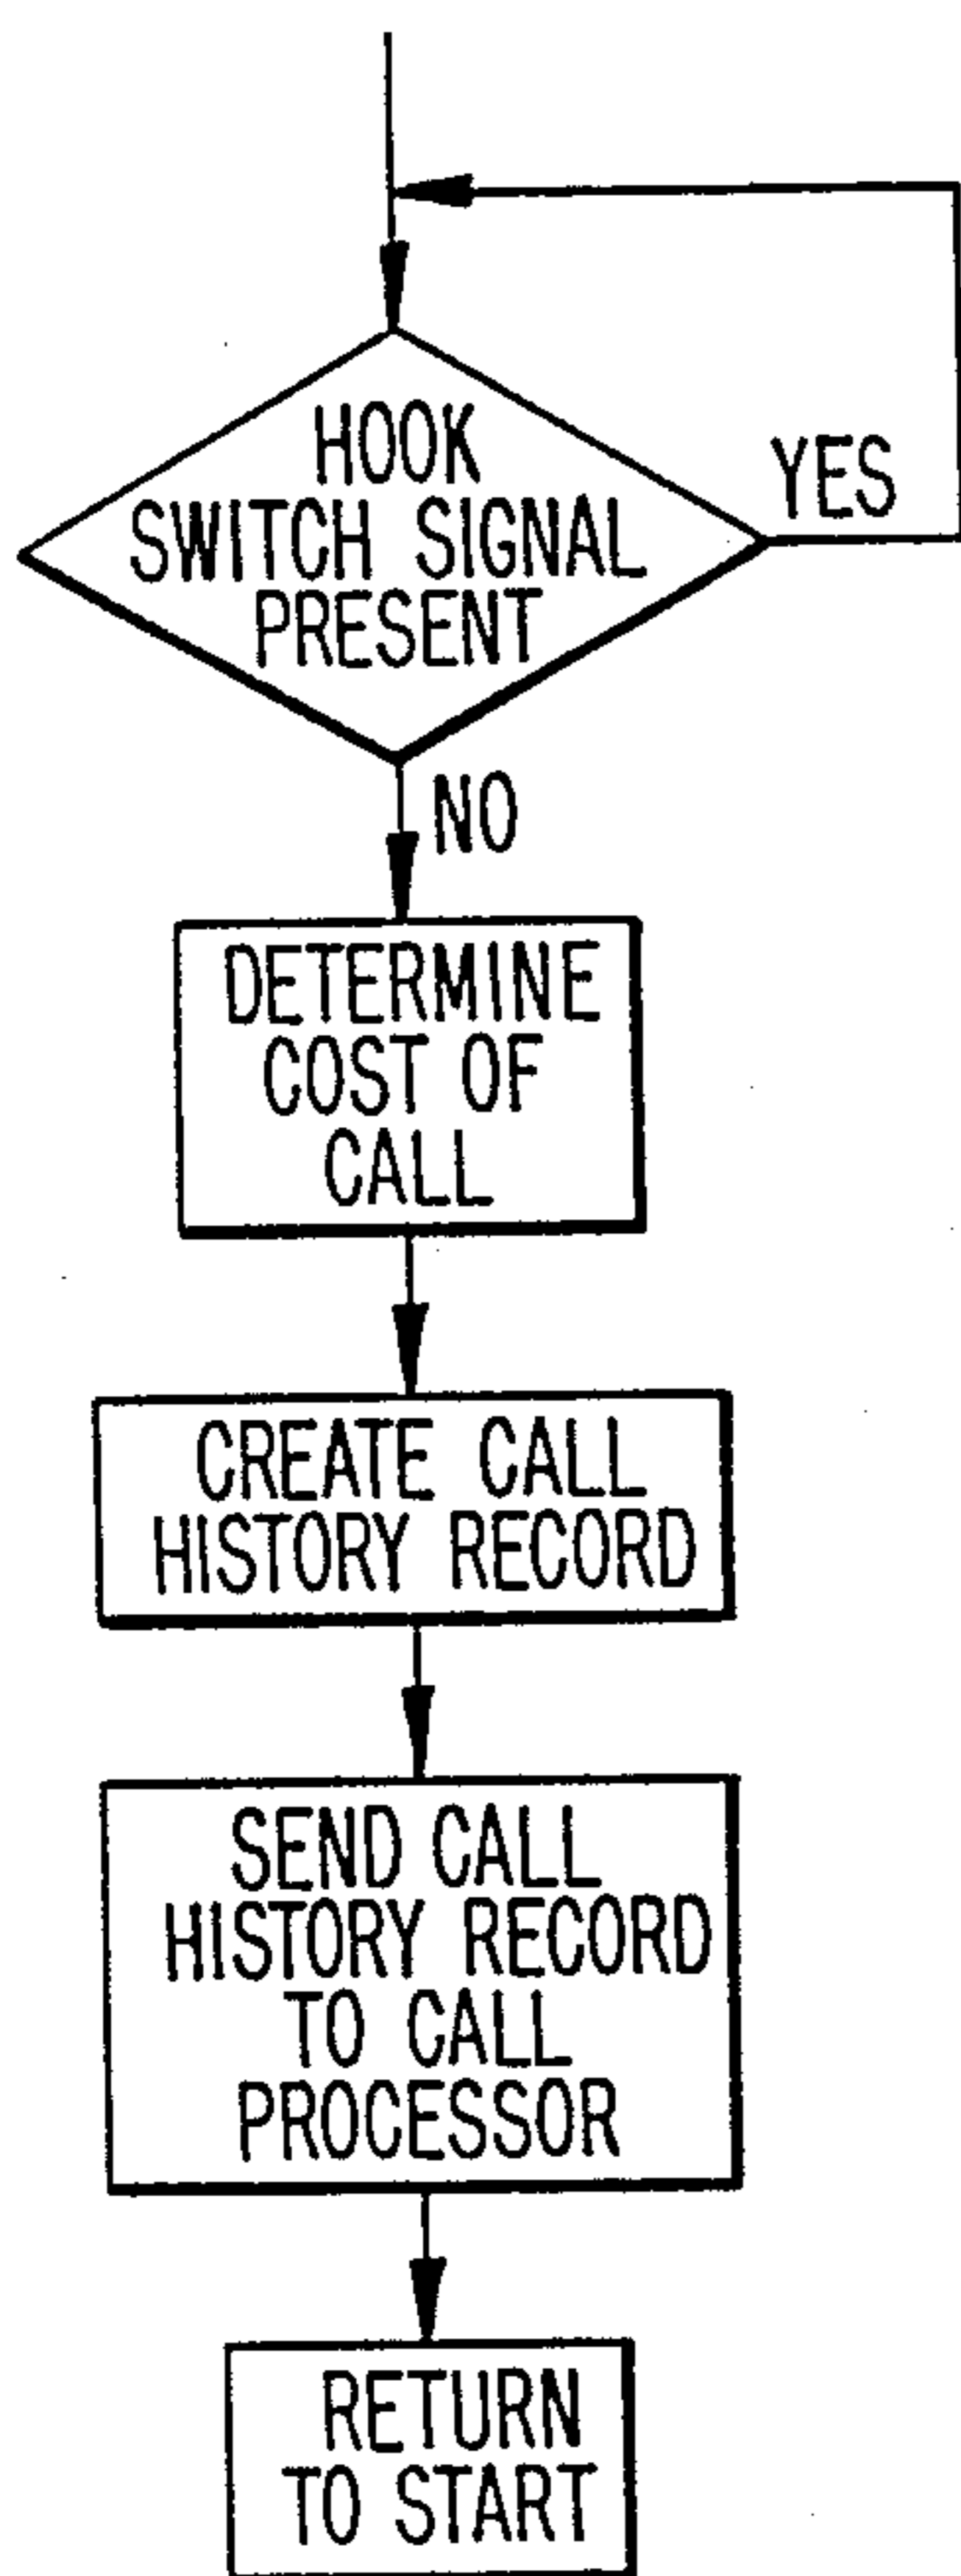 HOOK
SWITCH SIGNAL
PRESENT
YES
NO
DETERMINE
COST OF
CALL
CREATE CALL
HISTORY RECORD
SEND CALL
HISTORY RECORD
TO CALL
PROCESSOR
RETURN
TO START